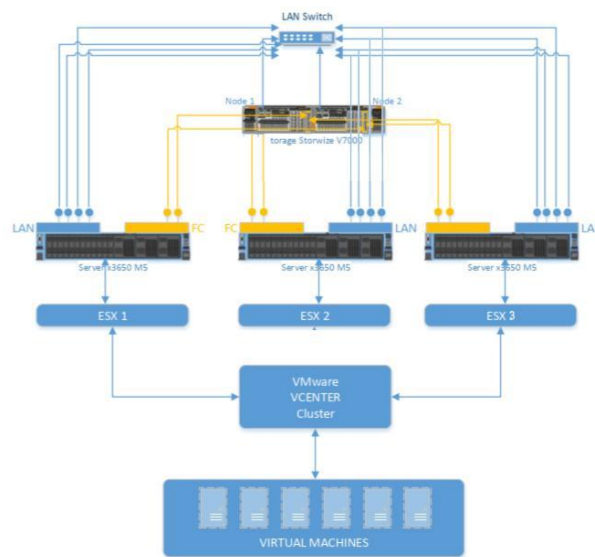 LAN Switch
Node 1
Node 2
torage Storwize V7000
LAN
FC
FC
LAN
LA
Server x3650 M5
Server x3650 M5
Server x3650 M5
ESX 1
ESX 2
ESX 3
VMware
VCENTER
Cluster
VIRTUAL MACHINES